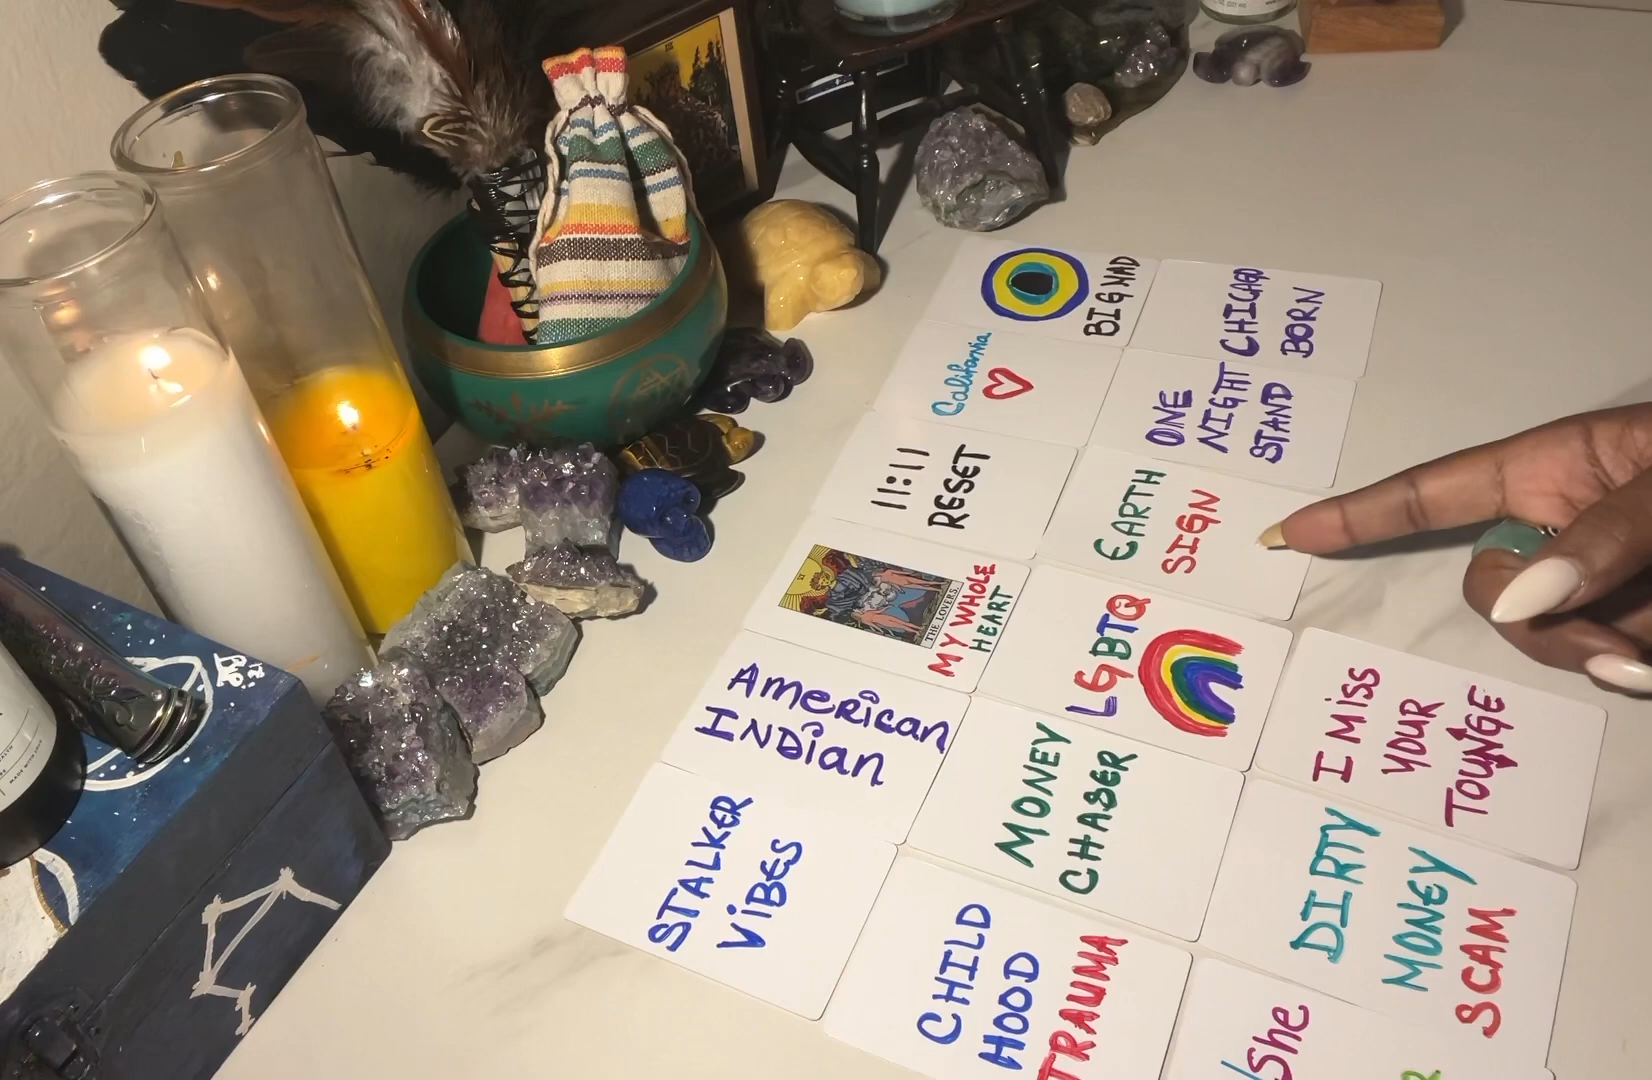 BIG MAD
CHICAGO
BORN
California
ONE
NIGHT
STAND
11:11
RESET
EARTH
SIGN
VI
THE LOVERS.
MY WHOLE
HEART
LGBTQ
I MISS
YOUR
TOUNGE
AMERICAN
INDIAN
MONEY
CHASER
DIRTY
MONEY
SCAM
STALKER
VIBES
CHILD
HOOD
TRAUMA
She